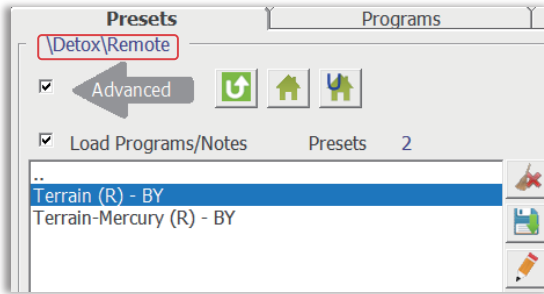 Presets Programs
\Detox\Remote
Advanced U
Load Programs/Notes Presets 2
..
Terrain (R) - BY
Terrain-Mercury (R) - BY